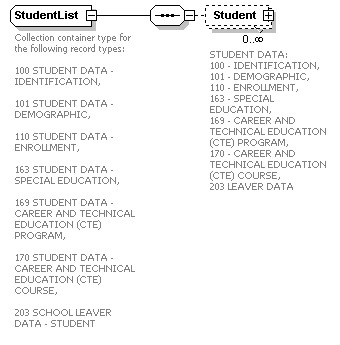 StudentList
Student
0..∞
Collection container type for
the following record types:
100 STUDENT DATA -
IDENTIFICATION,
101 STUDENT DATA -
DEMOGRAPHIC,
110 STUDENT DATA -
ENROLLMENT,
163 STUDENT DATA -
SPECIAL EDUCATION,
169 STUDENT DATA -
CAREER AND TECHNICAL
EDUCATION (CTE)
PROGRAM,
170 STUDENT DATA -
CAREER AND TECHNICAL
EDUCATION (CTE)
COURSE,
203 SCHOOL LEAVER
DATA - STUDENT
STUDENT DATA:
100 - IDENTIFICATION,
101 - DEMOGRAPHIC,
110 - ENROLLMENT,
163 - SPECIAL
EDUCATION,
169 - CAREER AND
TECHNICAL EDUCATION
(CTE) PROGRAM,
170 - CAREER AND
TECHNICAL EDUCATION
(CTE) COURSE,
203 LEAVER DATA